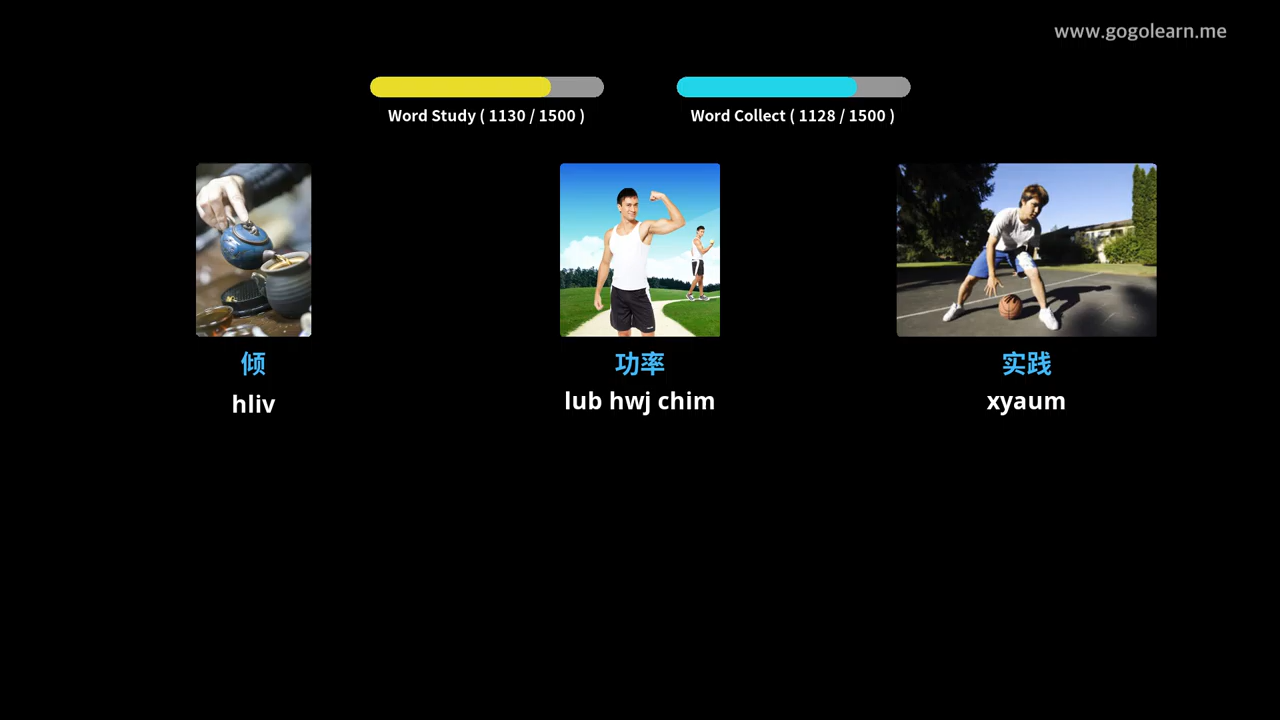 www.gogolearn.me
Word Study ( 1130 / 1500 )
Word Collect ( 1128 / 1500 )
倾
功率
实践
hliv
lub hwj chim
xyaum